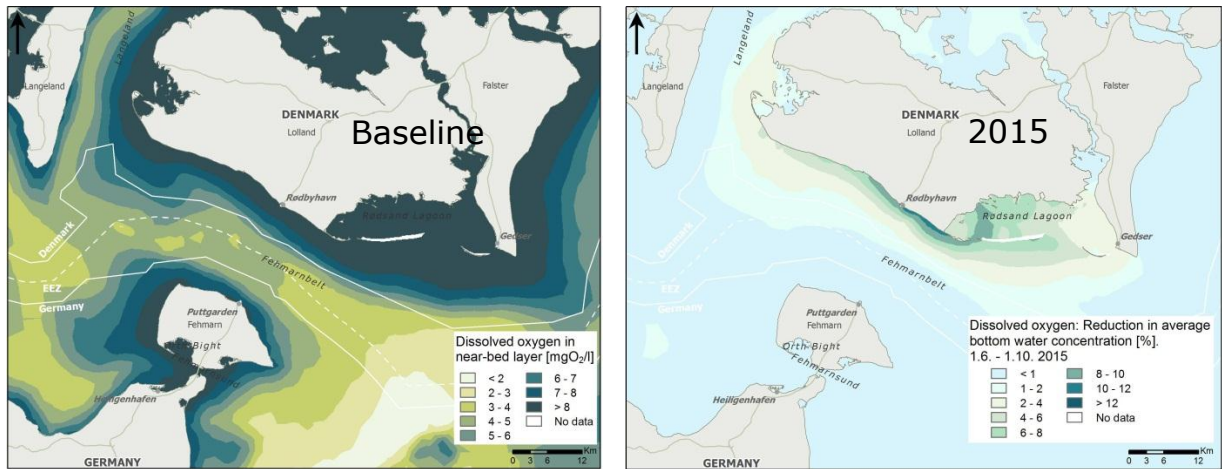 Langeland
Langeland
Falster
DENMARK
Lolland
Baseline
Rødbyhavn
Rødsand Lagoon
Gedser
Denmark
EEZ
Germany
Fehmarnbelt
Puttgarden
Fehmarn
Orth Bight
Fehmarnsund
Heiligenhafen
GERMANY
Dissolved oxygen in
near-bed layer [mgO₂/l]
< 2
2 - 3
3 - 4
4 - 5
5 - 6
6 - 7
7 - 8
> 8
No data
Km
0 3 6 12
Langeland
Langeland
Falster
DENMARK
Lolland
2015
Rødbyhavn
Rødsand Lagoon
Gedser
Denmark
EEZ
Germany
Fehmarnbelt
Puttgarden
Fehmarn
Orth Bight
Fehmarnsund
Heiligenhafen
GERMANY
Dissolved oxygen: Reduction in average
bottom water concentration [%].
1.6. - 1.10. 2015
< 1
1 - 2
2 - 4
4 - 6
6 - 8
8 - 10
10 - 12
> 12
No data
Km
0 3 6 12